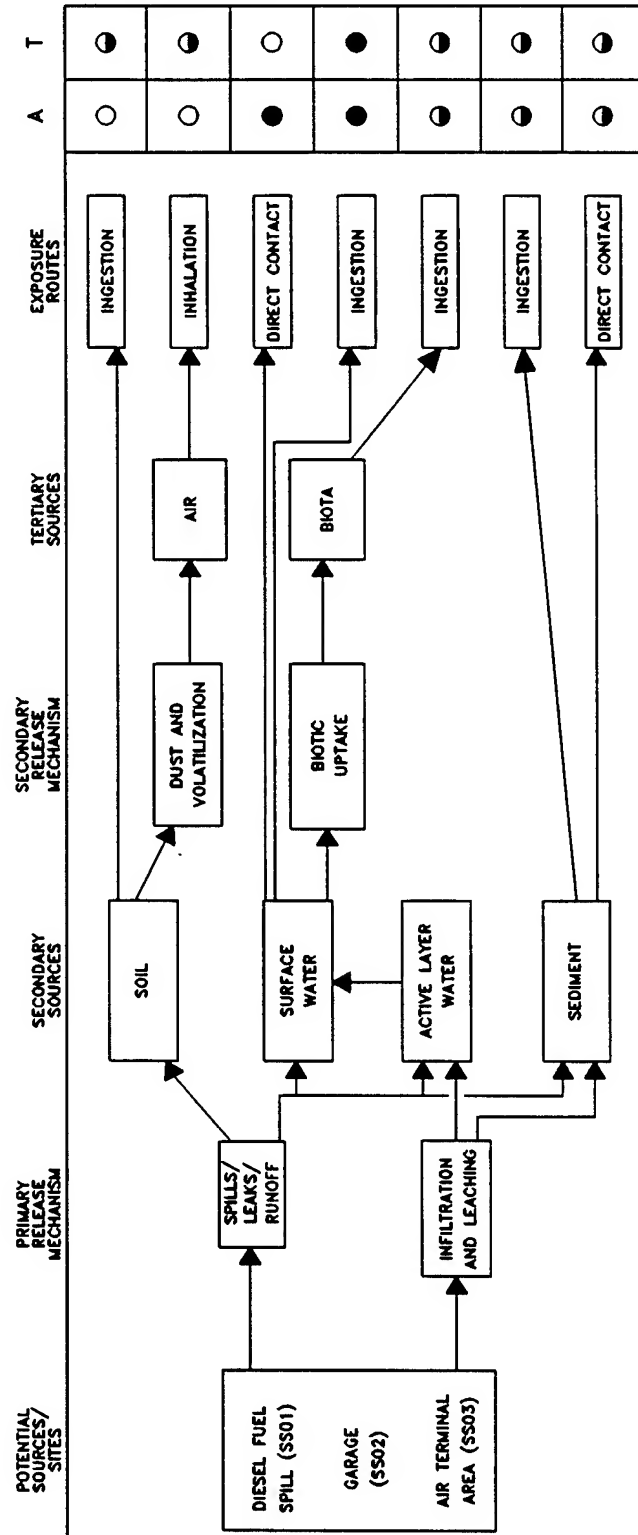 POTENTIAL
SOURCES/
SITES
PRIMARY
RELEASE
MECHANISM
SECONDARY
SOURCES
SECONDARY
RELEASE
MECHANISM
TERTIARY
SOURCES
EXPOSURE
ROUTES
A
T
DIESEL FUEL
SPILL (SS01)
GARAGE
(SS02)
AIR TERMINAL
AREA (SS03)
SPILLS/
LEAKS/
RUNOFF
INFILTRATION
AND LEACHING
SOIL
SURFACE
WATER
ACTIVE LAYER
WATER
SEDIMENT
DUST AND
VOLATILIZATION
BIOTIC
UPTAKE
AIR
BIOTA
INGESTION
INHALATION
DIRECT CONTACT
INGESTION
INGESTION
INGESTION
DIRECT CONTACT